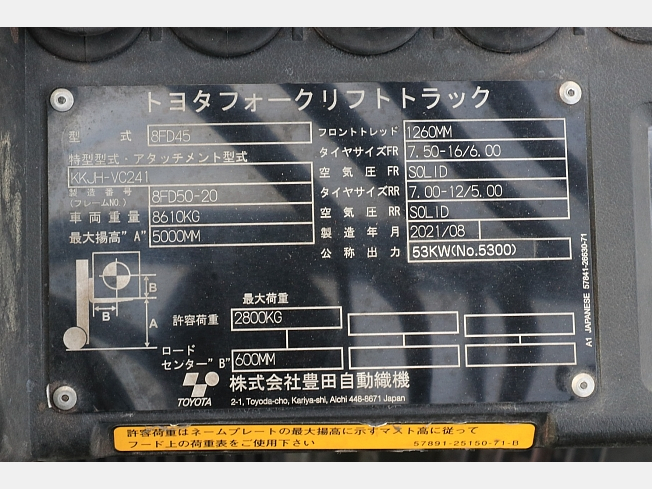 トヨタフォークリフトトラック
型式 8FD45
特型型式・アタッチメント型式
KKJH-VC241
製造番号(フレームNO.) 8FD50-20
車両重量 8610KG
最大揚高"A" 5000MM
フロントトレッド 1260MM
タイヤサイズFR 7.50-16/6.00
空気圧FR SOLID
タイヤサイズRR 7.00-12/5.00
空気圧RR SOLID
製造年月 2021/08
公称出力 53KW(No.5300)
B
B
A
最大荷重
許容荷重 2800KG
ロードセンター"B" 600MM
TOYOTA
株式会社豊田自動織機
2-1, Toyoda-cho, Kariya-shi, Aichi 448-8671 Japan
A1 JAPANESE 57841-26630-71
許容荷重はネームプレートの最大揚高に示すマスト高に従って
フード上の荷重表をご使用下さい
57891-25150-71-B